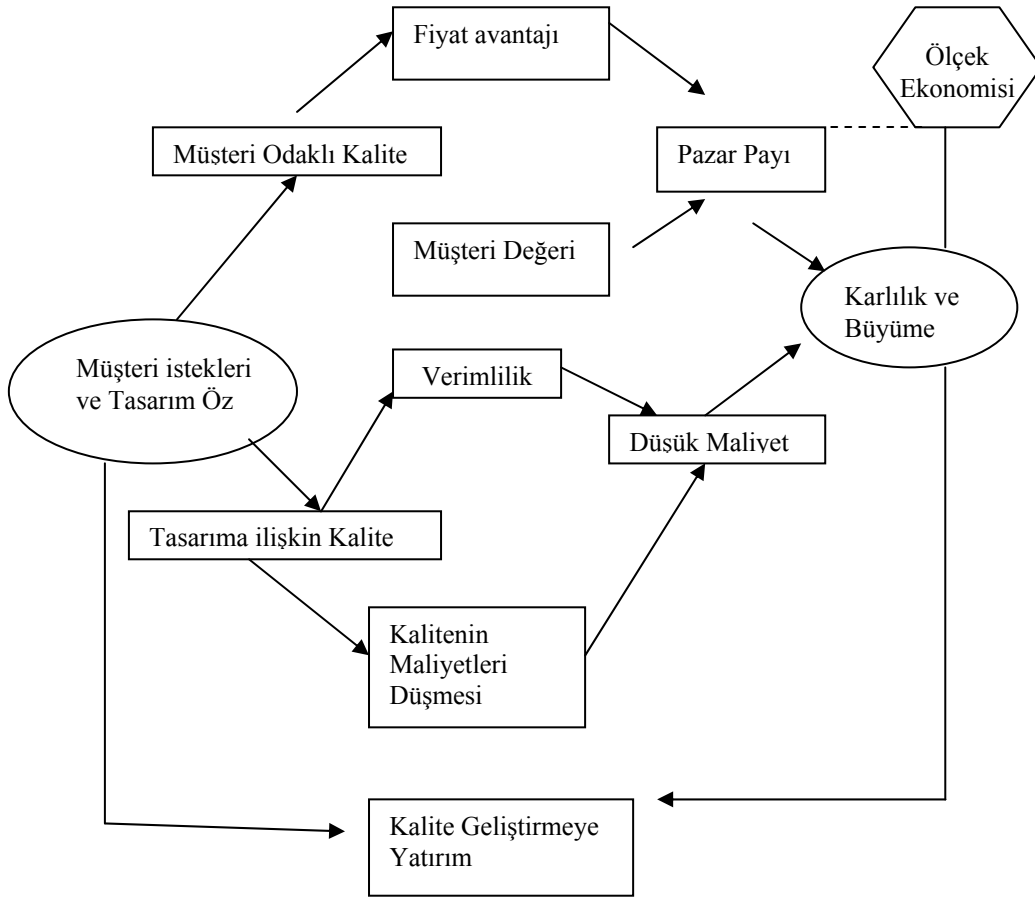 Fiyat avantajı
Ölçek
Ekonomisi
Müşteri Odaklı Kalite
Pazar Payı
Müşteri Değeri
Karlılık ve
Büyüme
Müşteri istekleri
ve Tasarım Öz
Verimlilik
Düşük Maliyet
Tasarıma ilişkin Kalite
Kalitenin
Maliyetleri
Düşmesi
Kalite Geliştirmeye
Yatırım